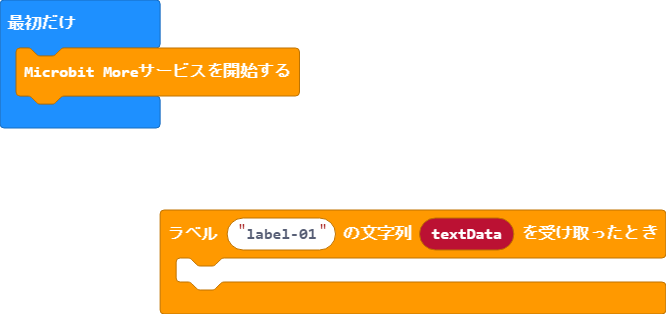 最初だけ
Microbit Moreサービスを開始する
ラベル "label-01" の文字列 textData を受け取ったとき